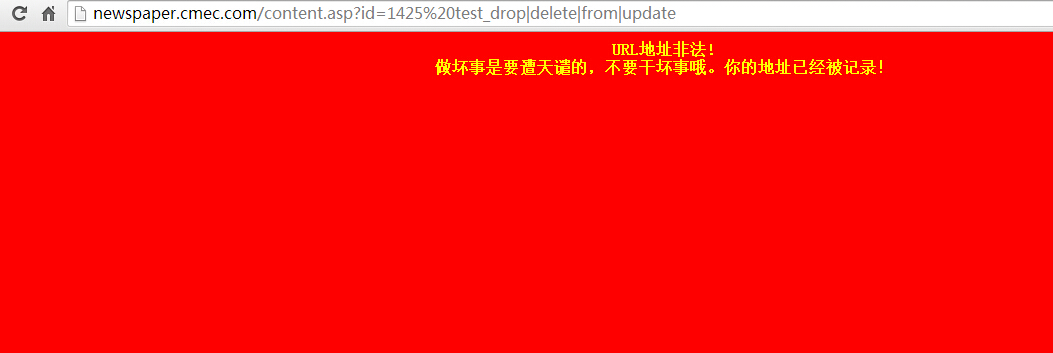 newspaper.cmec.com/content.asp?id=1425%20test_drop|delete|from|update
URL地址非法!
做坏事是要遭天谴的，不要干坏事哦。你的地址已经被记录!